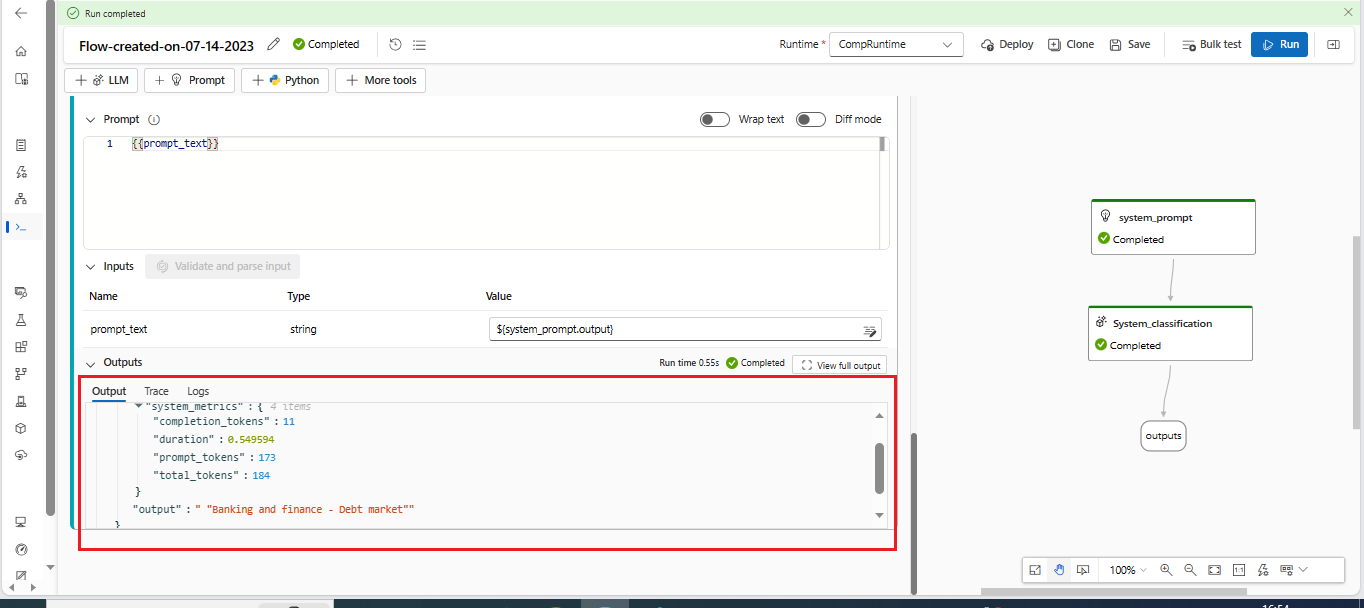 Run completed
Flow-created-on-07-14-2023 Completed Runtime * CompRuntime Deploy Clone Save Bulk test Run
LLM Prompt Python More tools
Prompt Wrap text Diff mode
1 {{prompt_text}}
Inputs Validate and parse input
Name Type Value
prompt_text string ${system_prompt.output}
Outputs Run time 0.55s Completed View full output
Output Trace Logs
"system_metrics" : { 4 items
"completion_tokens" : 11
"duration" : 0.549594
"prompt_tokens" : 173
"total_tokens" : 184
}
"output" : " "Banking and finance - Debt market""
}
system_prompt
Completed
System_classification
Completed
outputs
100% 1:1